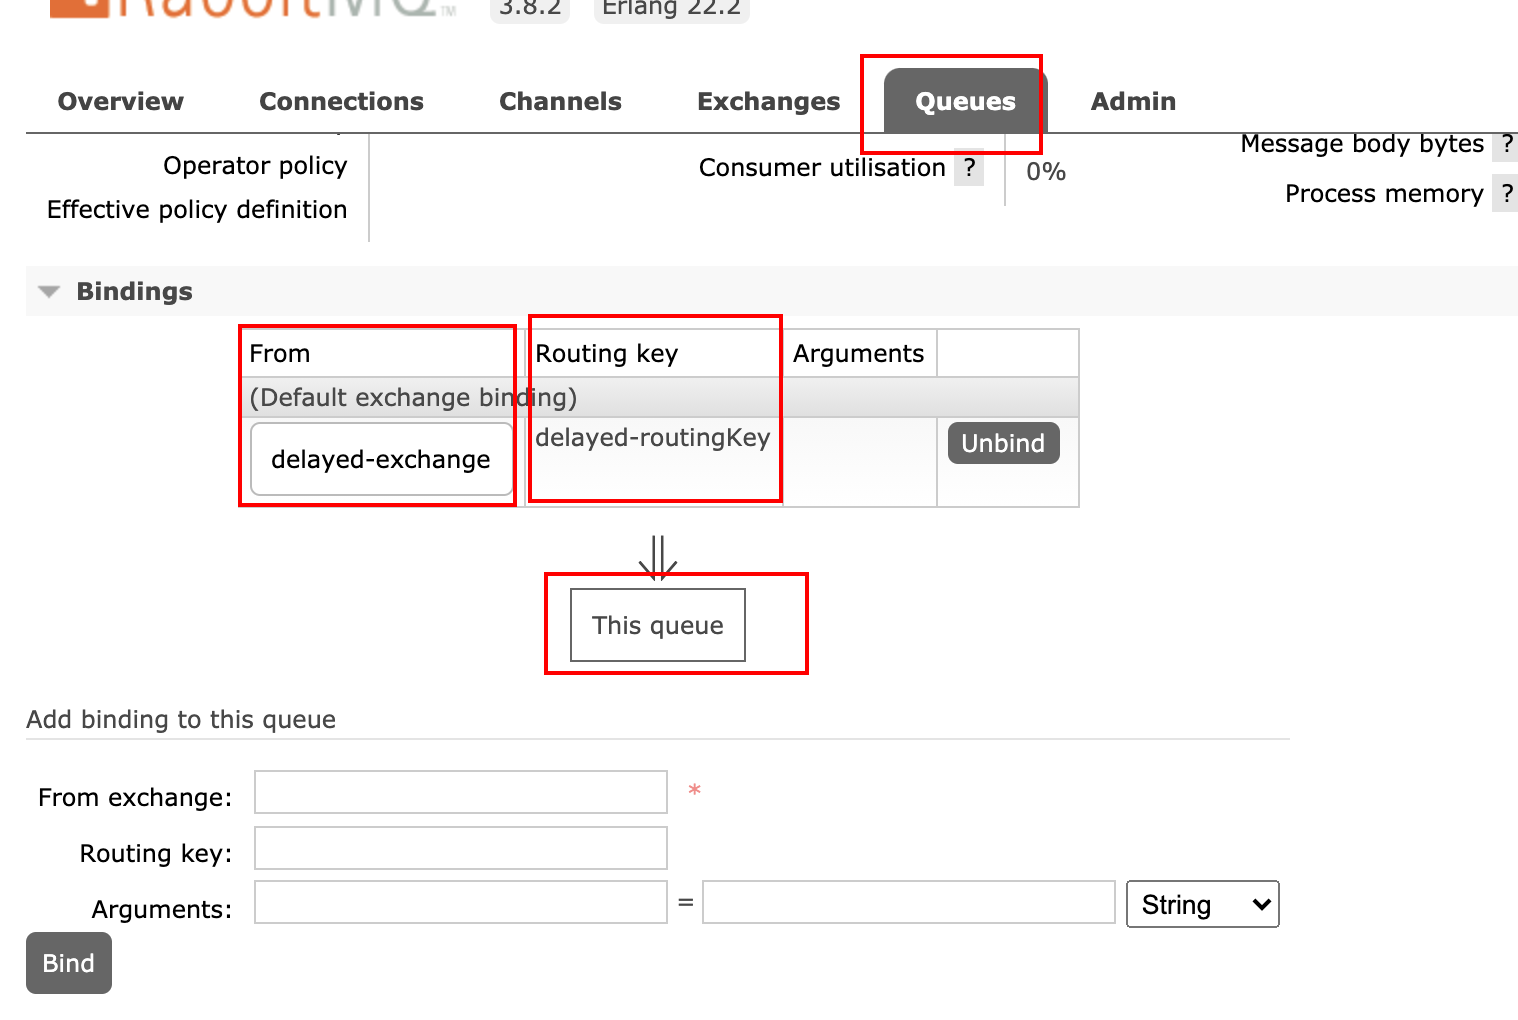 RabbitMQ TM 3.8.2 Erlang 22.2
Overview Connections Channels Exchanges Queues Admin
Operator policy
Effective policy definition
Consumer utilisation ? 0%
Message body bytes ?
Process memory ?
Bindings
From Routing key Arguments
(Default exchange binding)
delayed-exchange delayed-routingKey Unbind
⇓
This queue
Add binding to this queue
From exchange: *
Routing key:
Arguments: = String
Bind